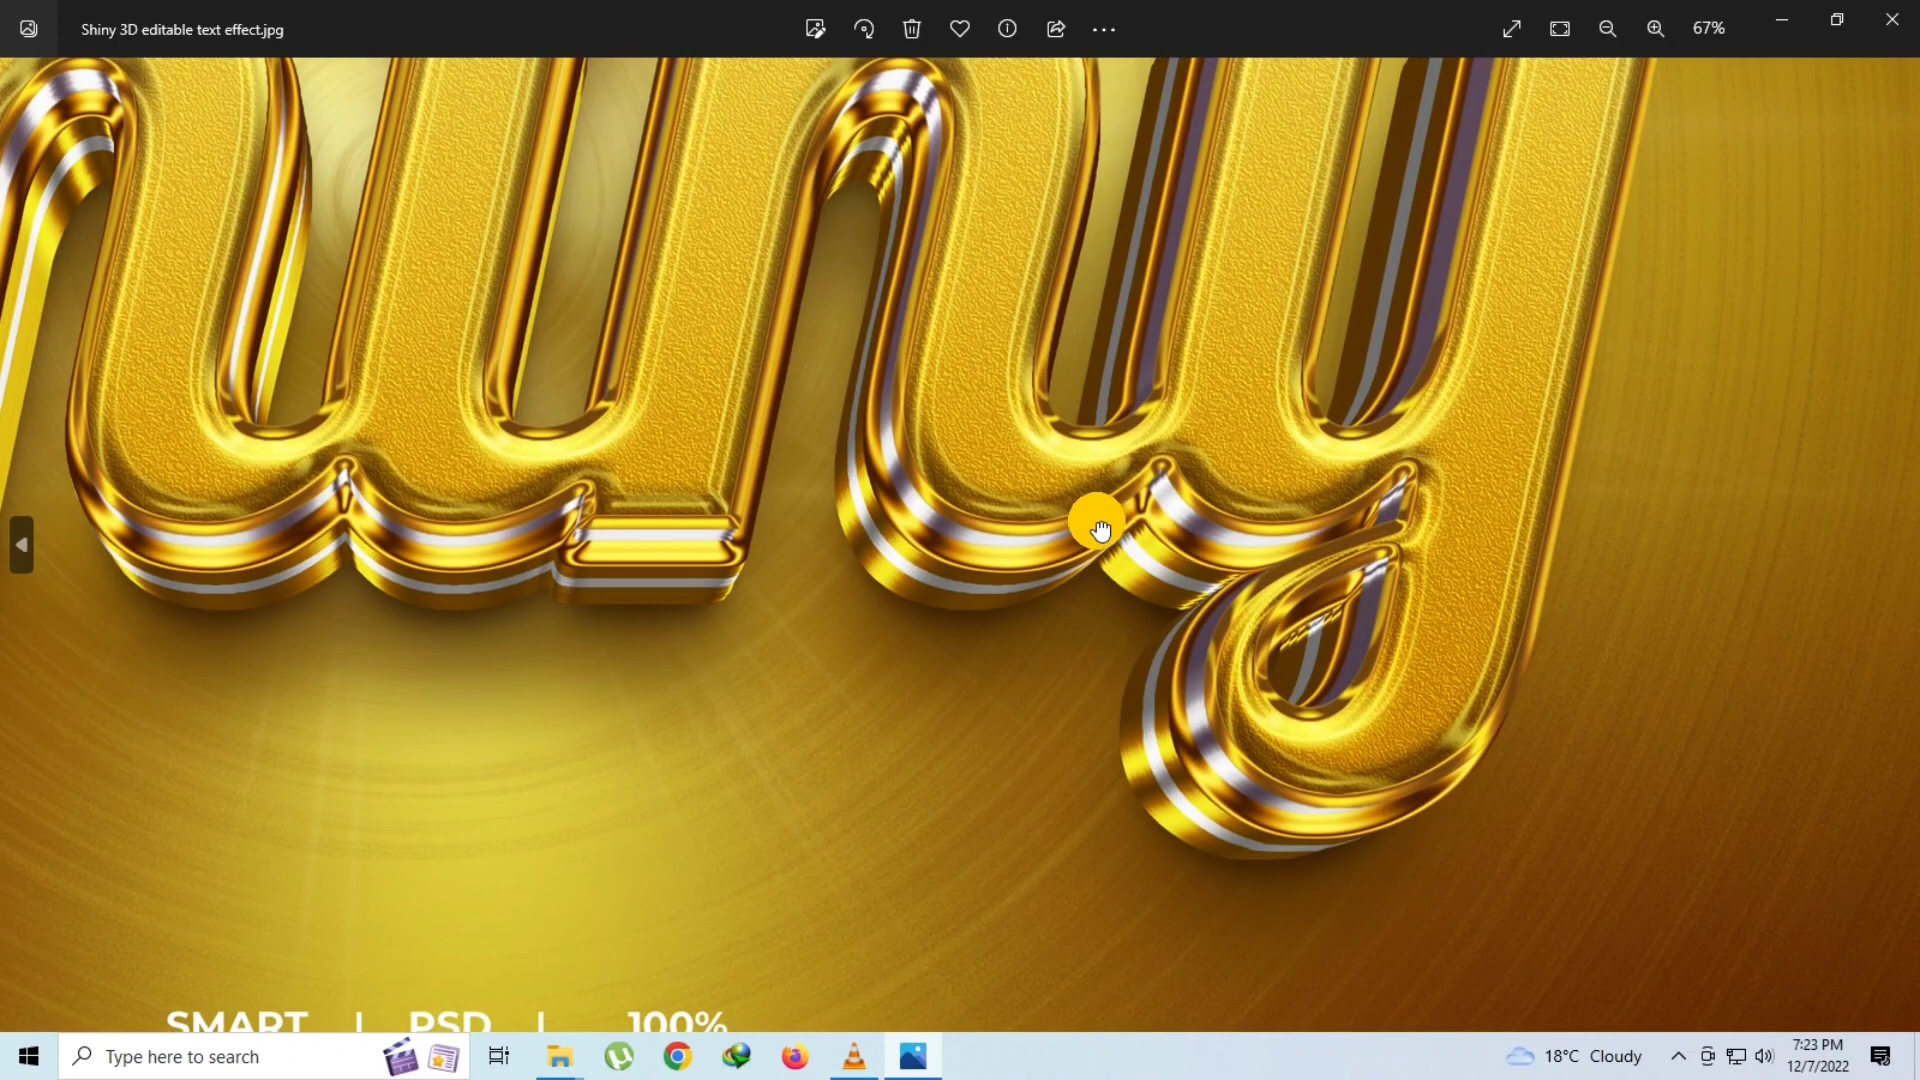 Shiny 3D editable text effect.jpg
67%
SMART | PSD | 100%
Type here to search
18°C Cloudy
7:23 PM
12/7/2022